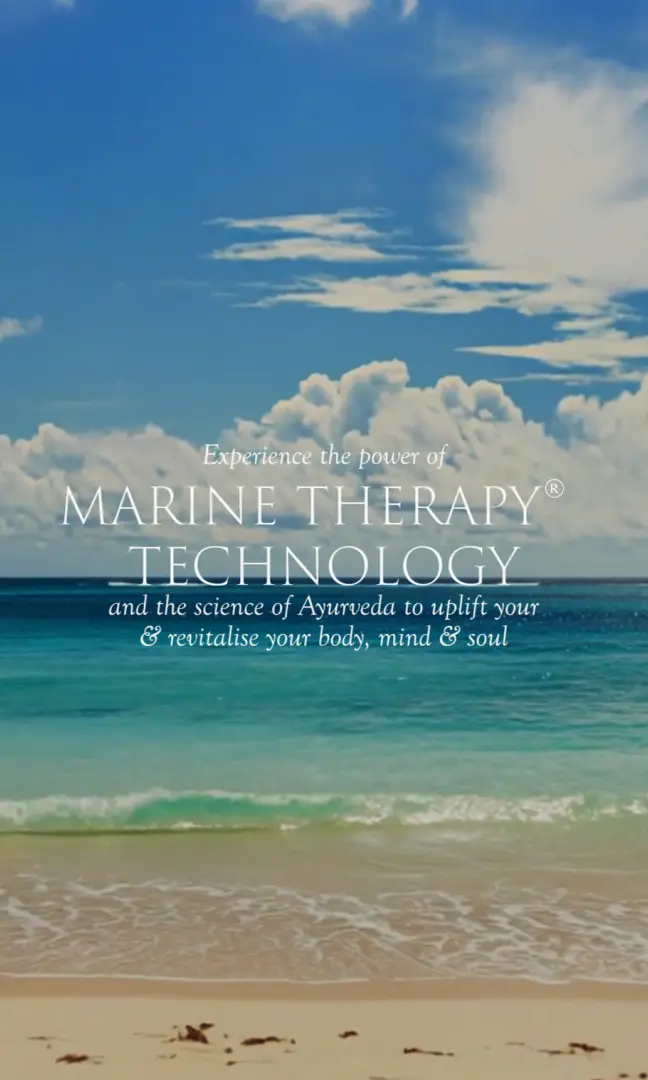 Experience the power of
MARINE THERAPY®
TECHNOLOGY
and the science of Ayurveda to uplift your
& revitalise your body, mind & soul